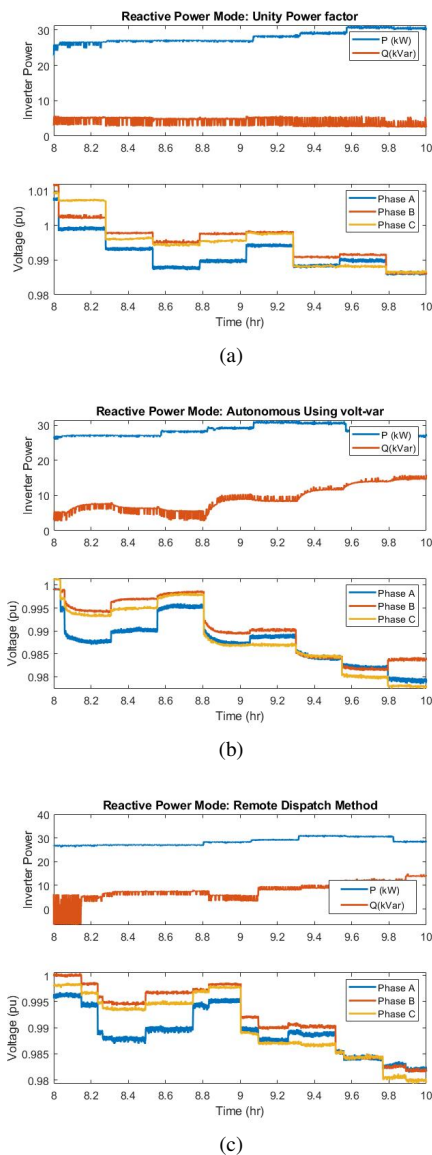 Reactive Power Mode: Unity Power factor
Inverter Power
30
20
10
0
P (kW)
Q(kVar)
8 8.2 8.4 8.6 8.8 9 9.2 9.4 9.6 9.8 10
Voltage (pu)
1.01
1
0.99
0.98
Phase A
Phase B
Phase C
8 8.2 8.4 8.6 8.8 9 9.2 9.4 9.6 9.8 10
Time (hr)
(a)
Reactive Power Mode: Autonomous Using volt-var
Inverter Power
30
20
10
0
P (kW)
Q(kVar)
8 8.2 8.4 8.6 8.8 9 9.2 9.4 9.6 9.8 10
Voltage (pu)
1
0.995
0.99
0.985
0.98
Phase A
Phase B
Phase C
8 8.2 8.4 8.6 8.8 9 9.2 9.4 9.6 9.8 10
Time (hr)
(b)
Reactive Power Mode: Remote Dispatch Method
Inverter Power
40
30
20
10
0
P (kW)
Q(kVar)
8 8.2 8.4 8.6 8.8 9 9.2 9.4 9.6 9.8 10
Voltage (pu)
1
0.995
0.99
0.985
0.98
Phase A
Phase B
Phase C
8 8.2 8.4 8.6 8.8 9 9.2 9.4 9.6 9.8 10
Time (hr)
(c)